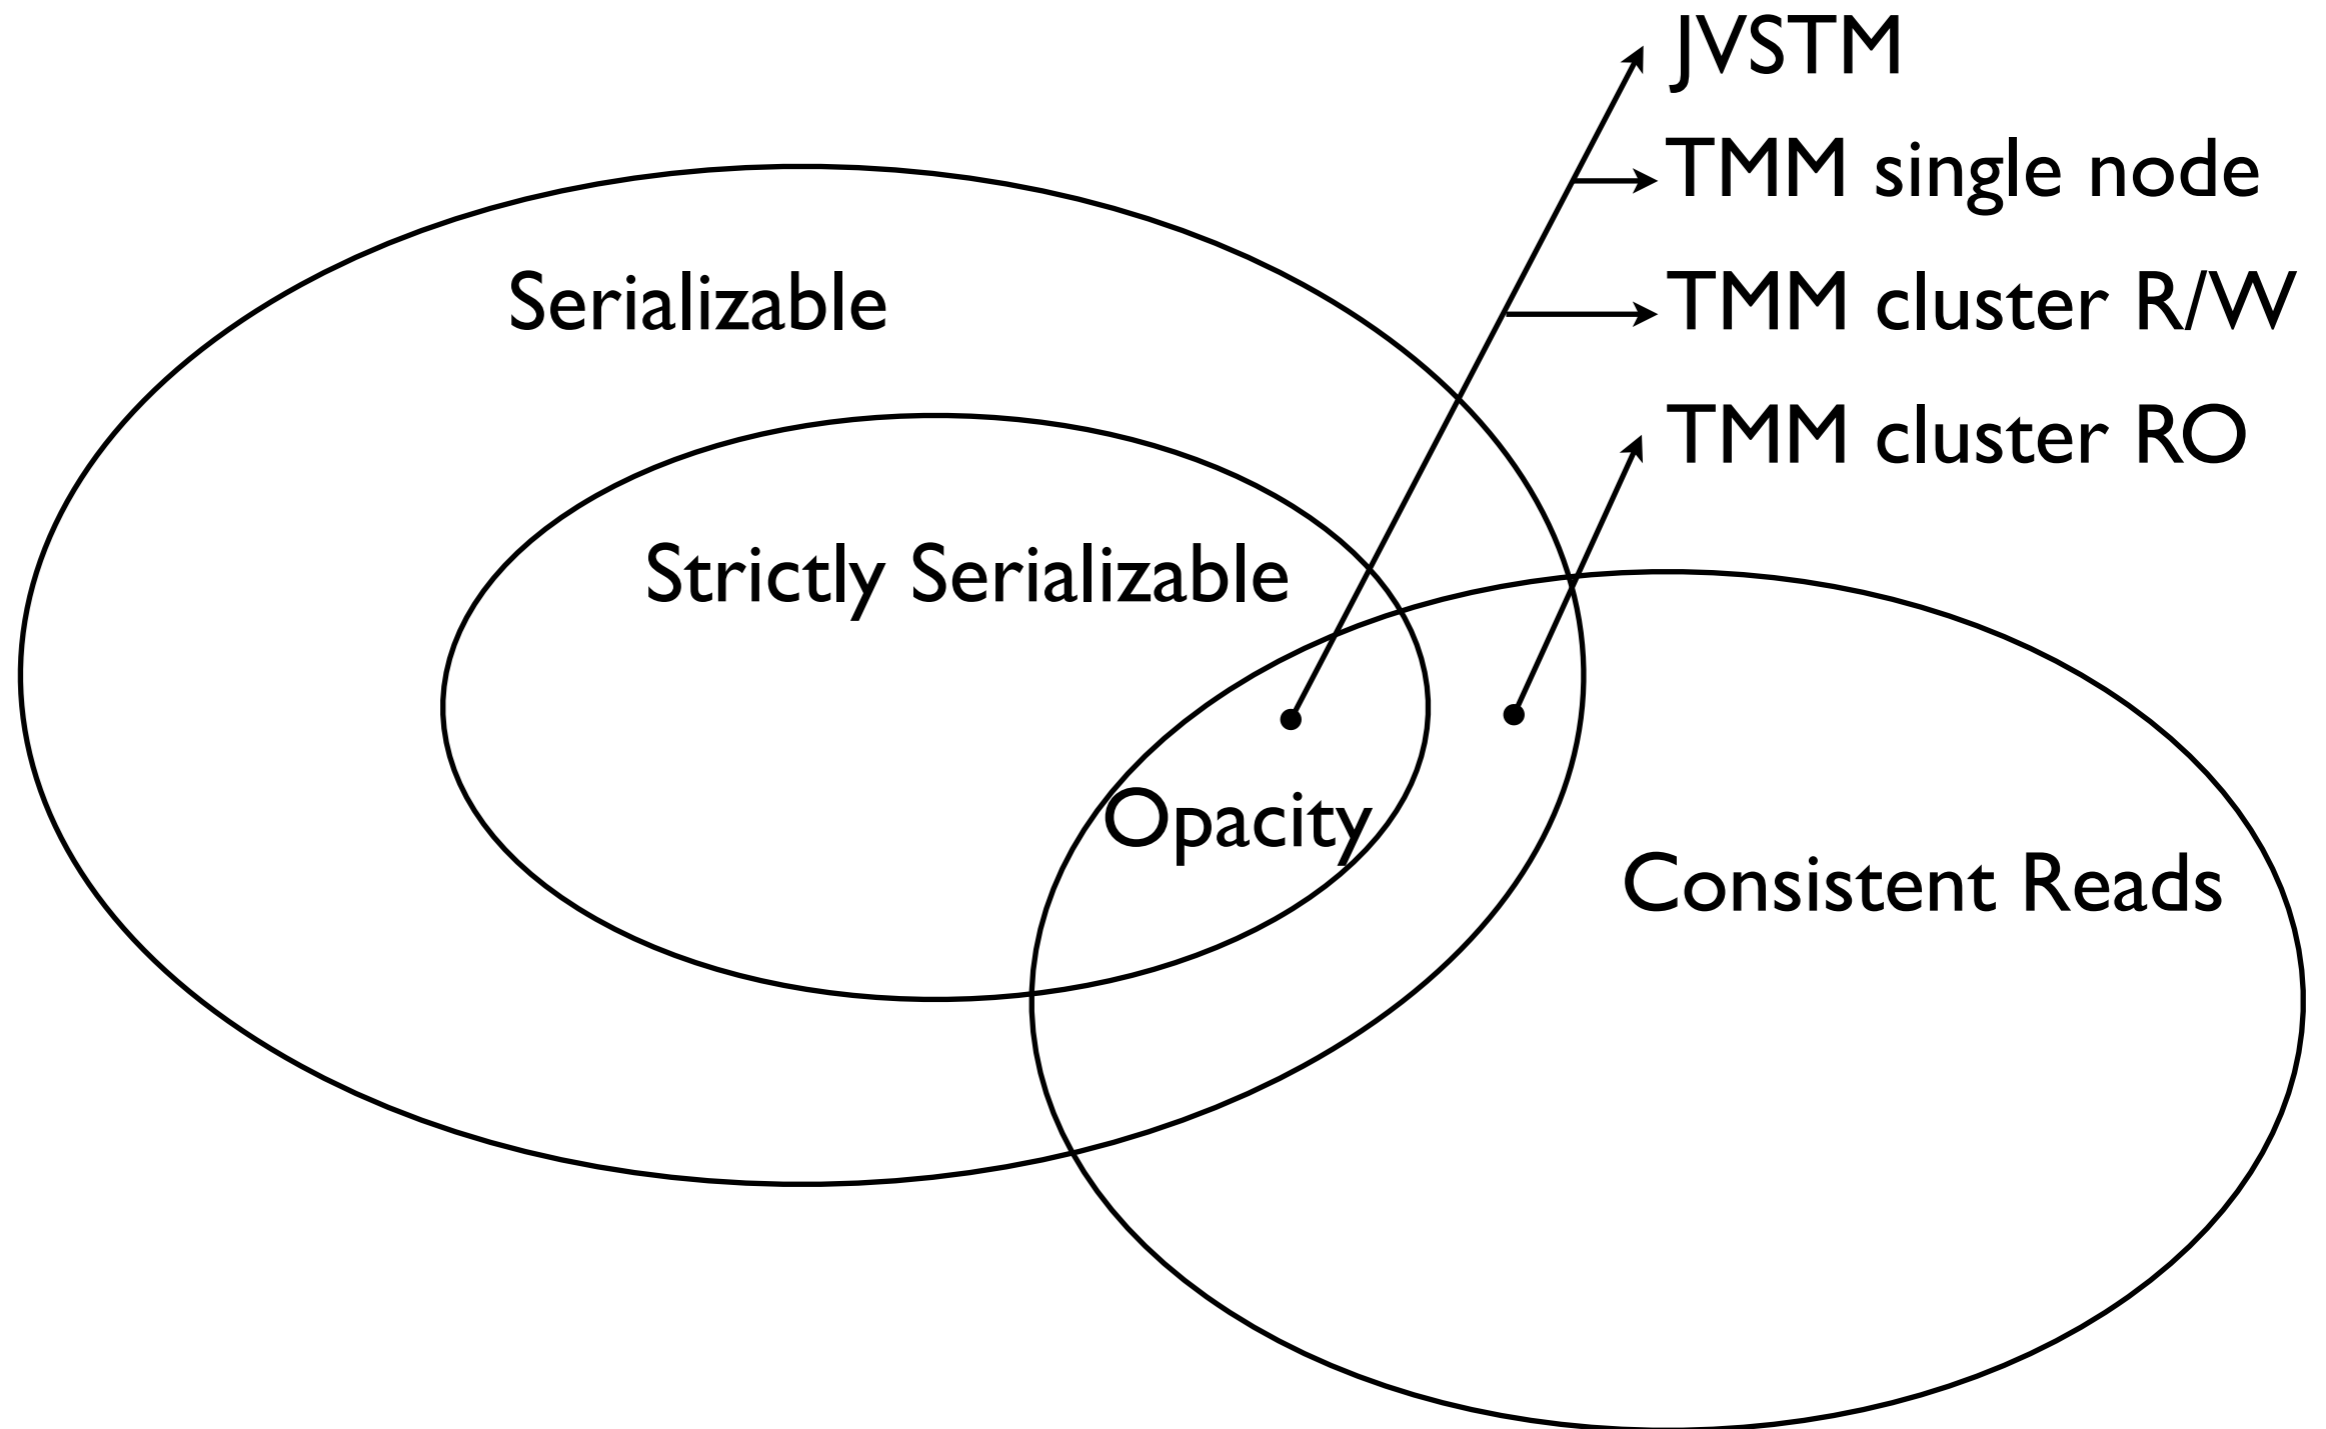 JVSTM
TMM single node
TMM cluster R/W
TMM cluster RO
Serializable
Strictly Serializable
Opacity
Consistent Reads